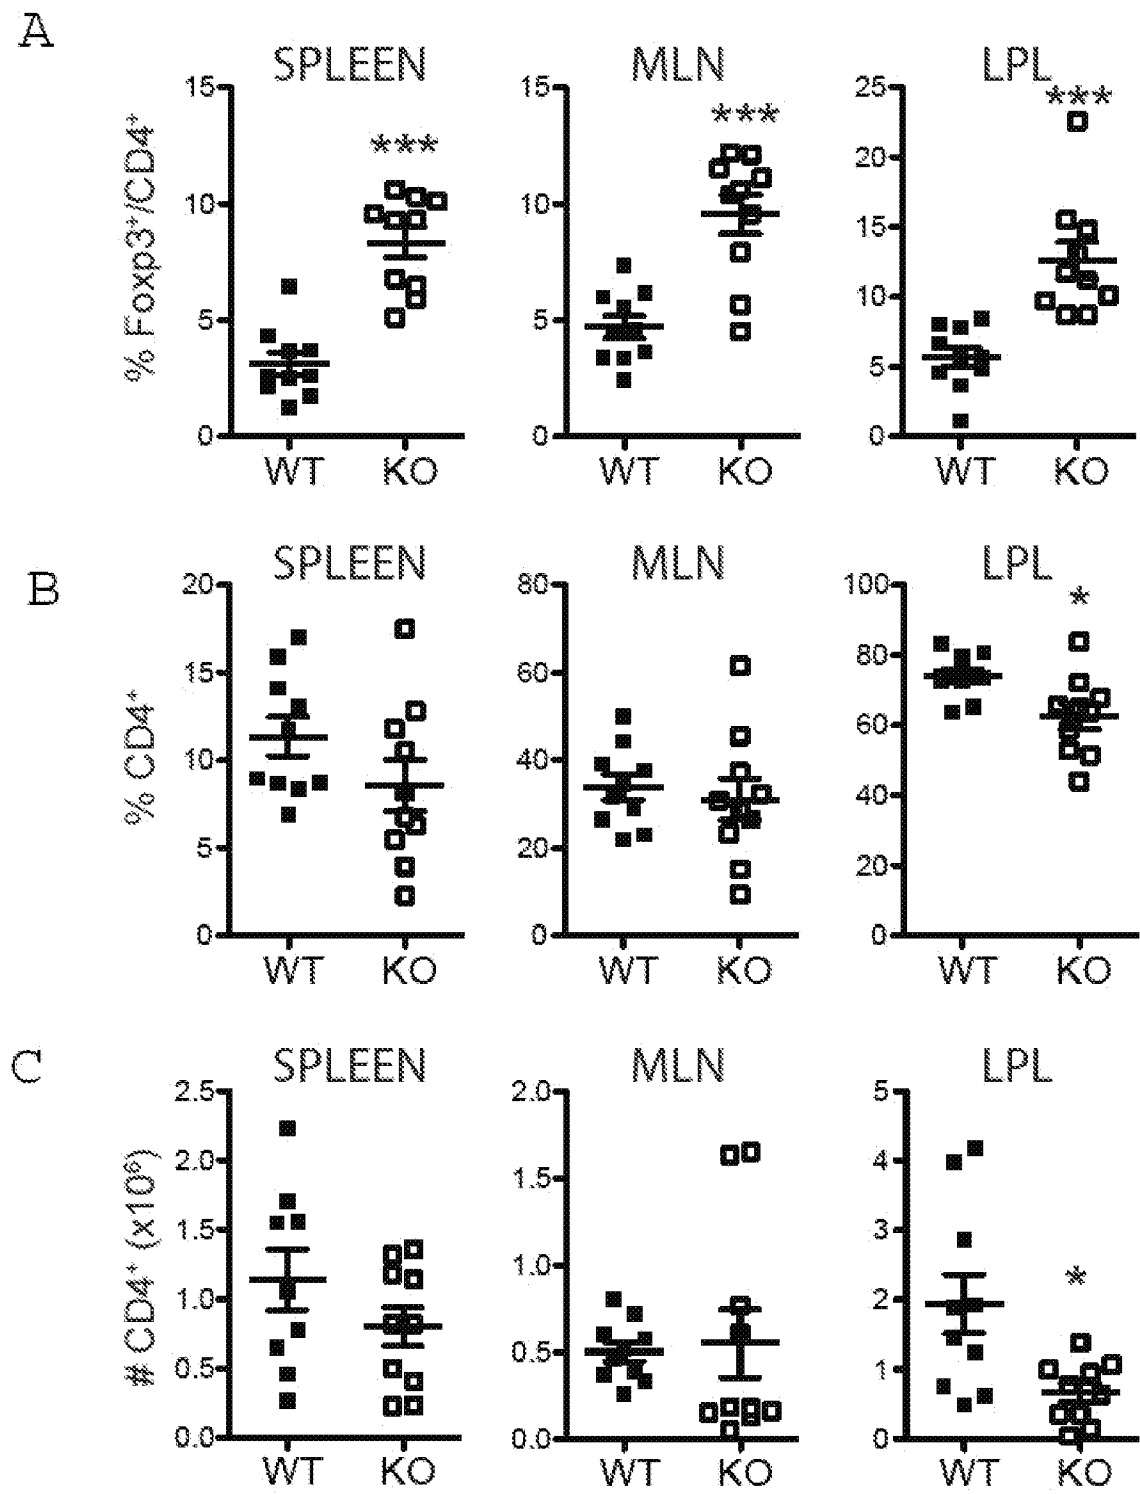 A
SPLEEN MLN LPL
% Foxp3⁺/CD4⁺
15 10 5 0
***
WT KO
15 10 5 0
***
WT KO
25 20 15 10 5 0
***
WT KO
B
SPLEEN MLN LPL
% CD4⁺
20 15 10 5 0
WT KO
80 60 40 20 0
WT KO
100 80 60 40 20 0
*
WT KO
C
SPLEEN MLN LPL
# CD4⁺ (x10⁶)
2.5 2.0 1.5 1.0 0.5 0.0
WT KO
2.0 1.5 1.0 0.5 0.0
WT KO
5 4 3 2 1 0
*
WT KO